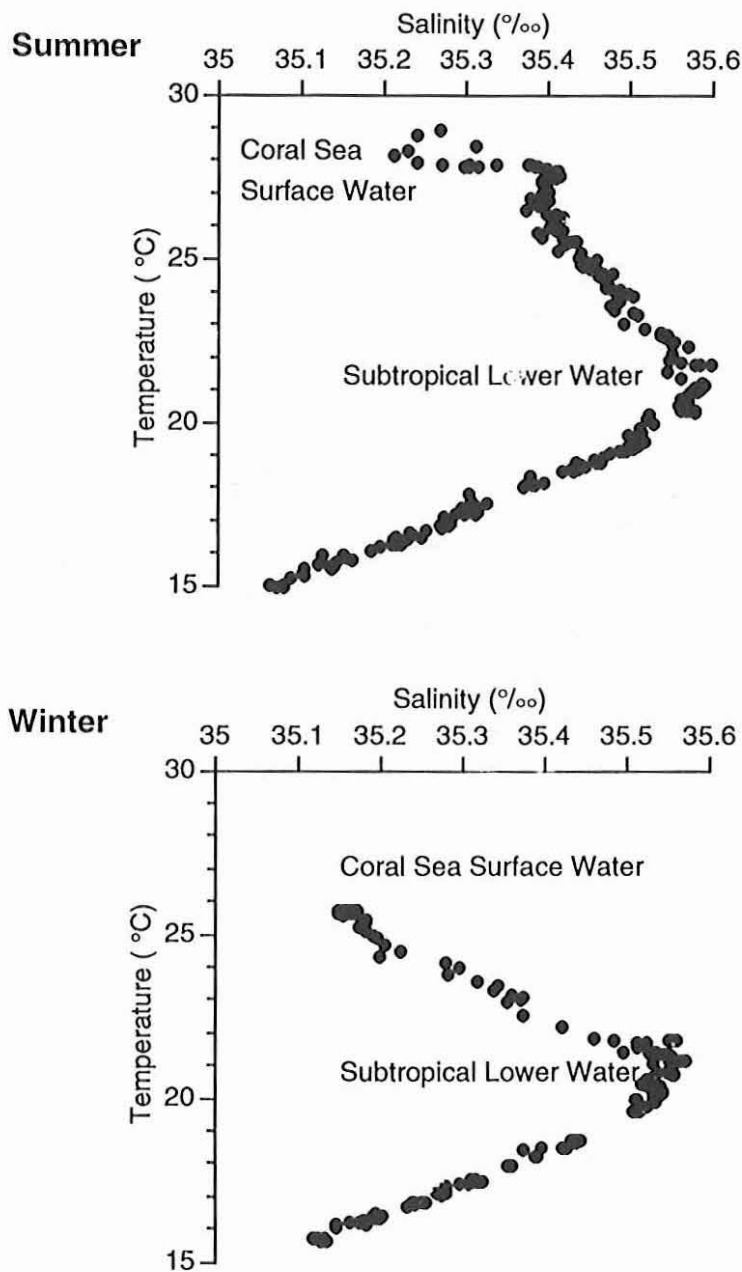 Salinity (°/oo)
Summer
35 35.1 35.2 35.3 35.4 35.5 35.6
30
Coral Sea
Surface Water
25
Temperature ( °C)
Subtropical Lower Water
20
15
Salinity (°/oo)
Winter
35 35.1 35.2 35.3 35.4 35.5 35.6
30
Coral Sea Surface Water
25
Temperature ( °C)
Subtropical Lower Water
20
15